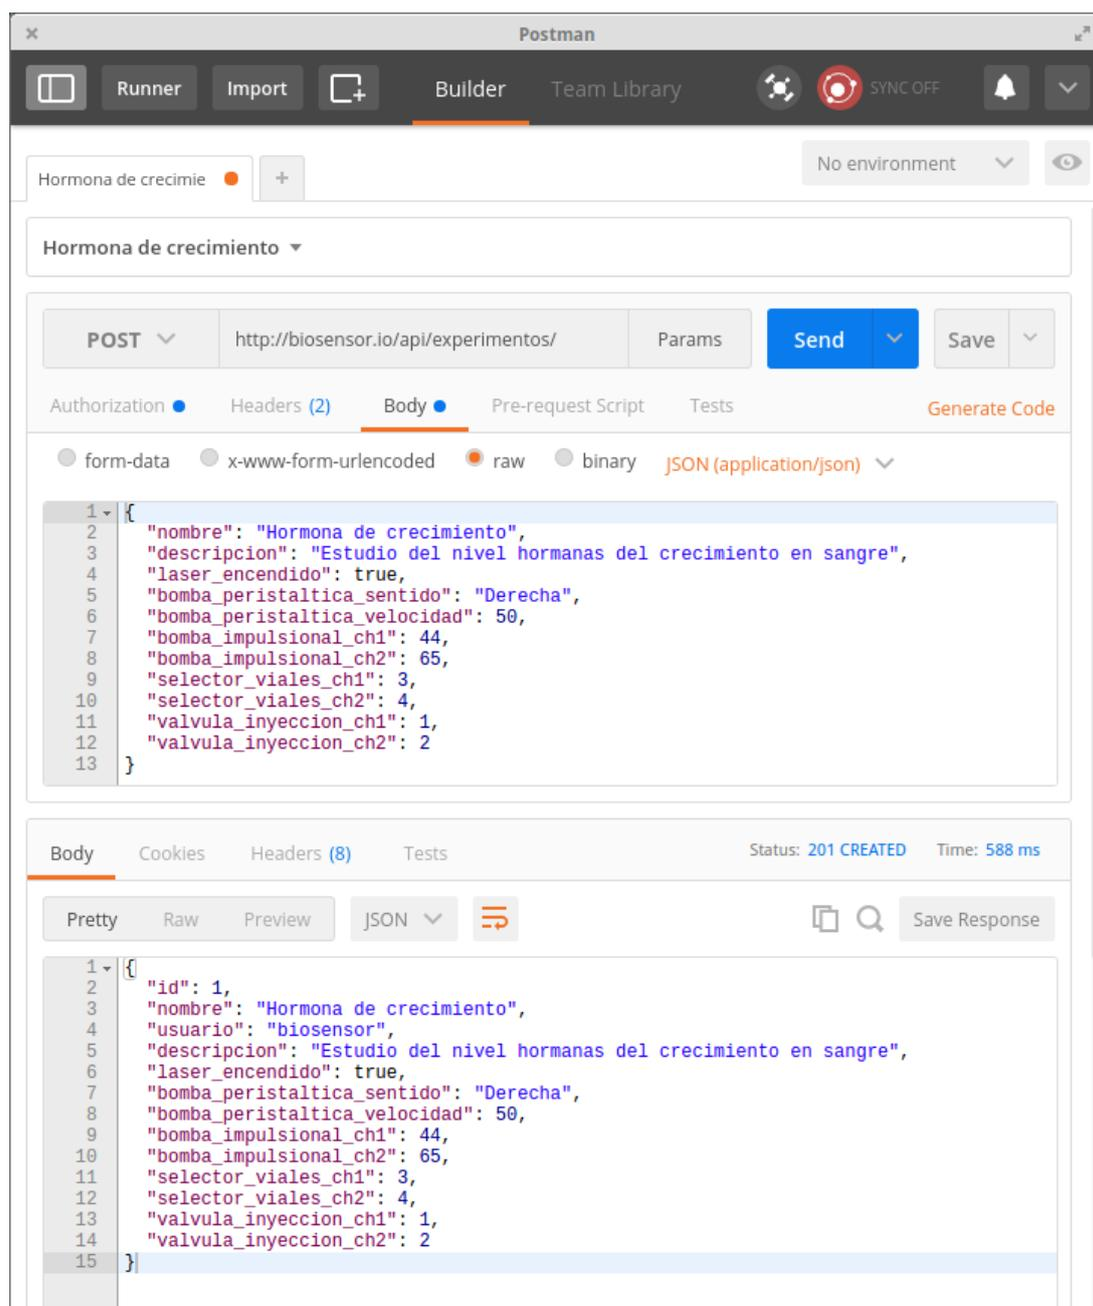 Postman
Runner Import Builder Team Library SYNC OFF
Hormona de crecimie + No environment
Hormona de crecimiento
POST http://biosensor.io/api/experimentos/ Params Send Save
Authorization Headers (2) Body Pre-request Script Tests Generate Code
form-data x-www-form-urlencoded raw binary JSON (application/json)
1 {
2 "nombre": "Hormona de crecimiento",
3 "descripcion": "Estudio del nivel hormanas del crecimiento en sangre",
4 "laser_encendido": true,
5 "bomba_peristaltica_sentido": "Derecha",
6 "bomba_peristaltica_velocidad": 50,
7 "bomba_impulsional_ch1": 44,
8 "bomba_impulsional_ch2": 65,
9 "selector_viales_ch1": 3,
10 "selector_viales_ch2": 4,
11 "valvula_inyeccion_ch1": 1,
12 "valvula_inyeccion_ch2": 2
13 }
Body Cookies Headers (8) Tests Status: 201 CREATED Time: 588 ms
Pretty Raw Preview JSON Save Response
1 {
2 "id": 1,
3 "nombre": "Hormona de crecimiento",
4 "usuario": "biosensor",
5 "descripcion": "Estudio del nivel hormanas del crecimiento en sangre",
6 "laser_encendido": true,
7 "bomba_peristaltica_sentido": "Derecha",
8 "bomba_peristaltica_velocidad": 50,
9 "bomba_impulsional_ch1": 44,
10 "bomba_impulsional_ch2": 65,
11 "selector_viales_ch1": 3,
12 "selector_viales_ch2": 4,
13 "valvula_inyeccion_ch1": 1,
14 "valvula_inyeccion_ch2": 2
15 }